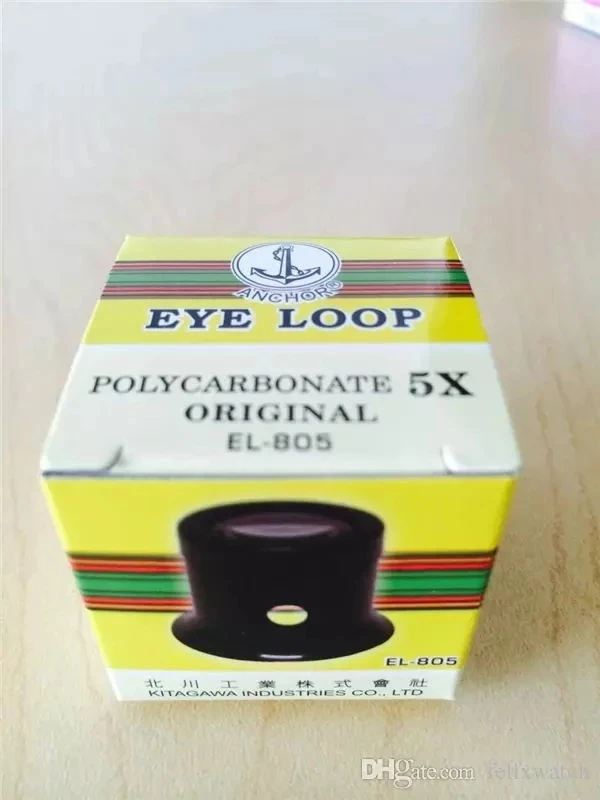 ANCHOR®
EYE LOOP
POLYCARBONATE 5X
ORIGINAL
EL-805
EL-805
北川工業株式會社
KITAGAWA INDUSTRIES CO., LTD
DHgate.com felixwatch